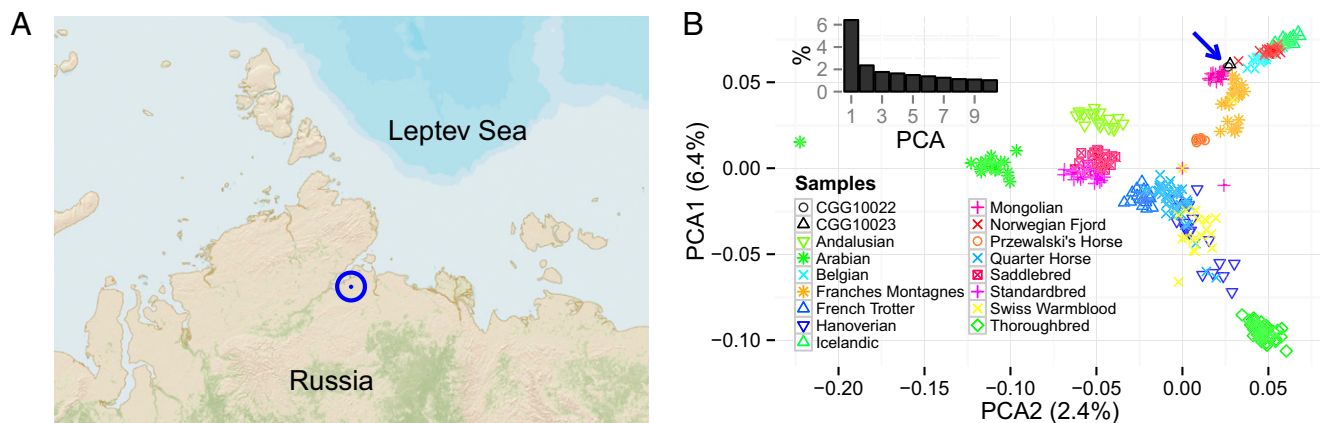 A
Leptev Sea
Russia
B
%
6
4
2
0
1
3
5
7
9
PCA
PCA1 (6.4%)
0.05
0.00
−0.05
−0.10
Samples
CGG10022
CGG10023
Andalusian
Arabian
Belgian
Franches Montagnes
French Trotter
Hanoverian
Icelandic
Mongolian
Norwegian Fjord
Przewalski's Horse
Quarter Horse
Saddlebred
Standardbred
Swiss Warmblood
Thoroughbred
−0.20
−0.15
−0.10
−0.05
0.00
0.05
PCA2 (2.4%)